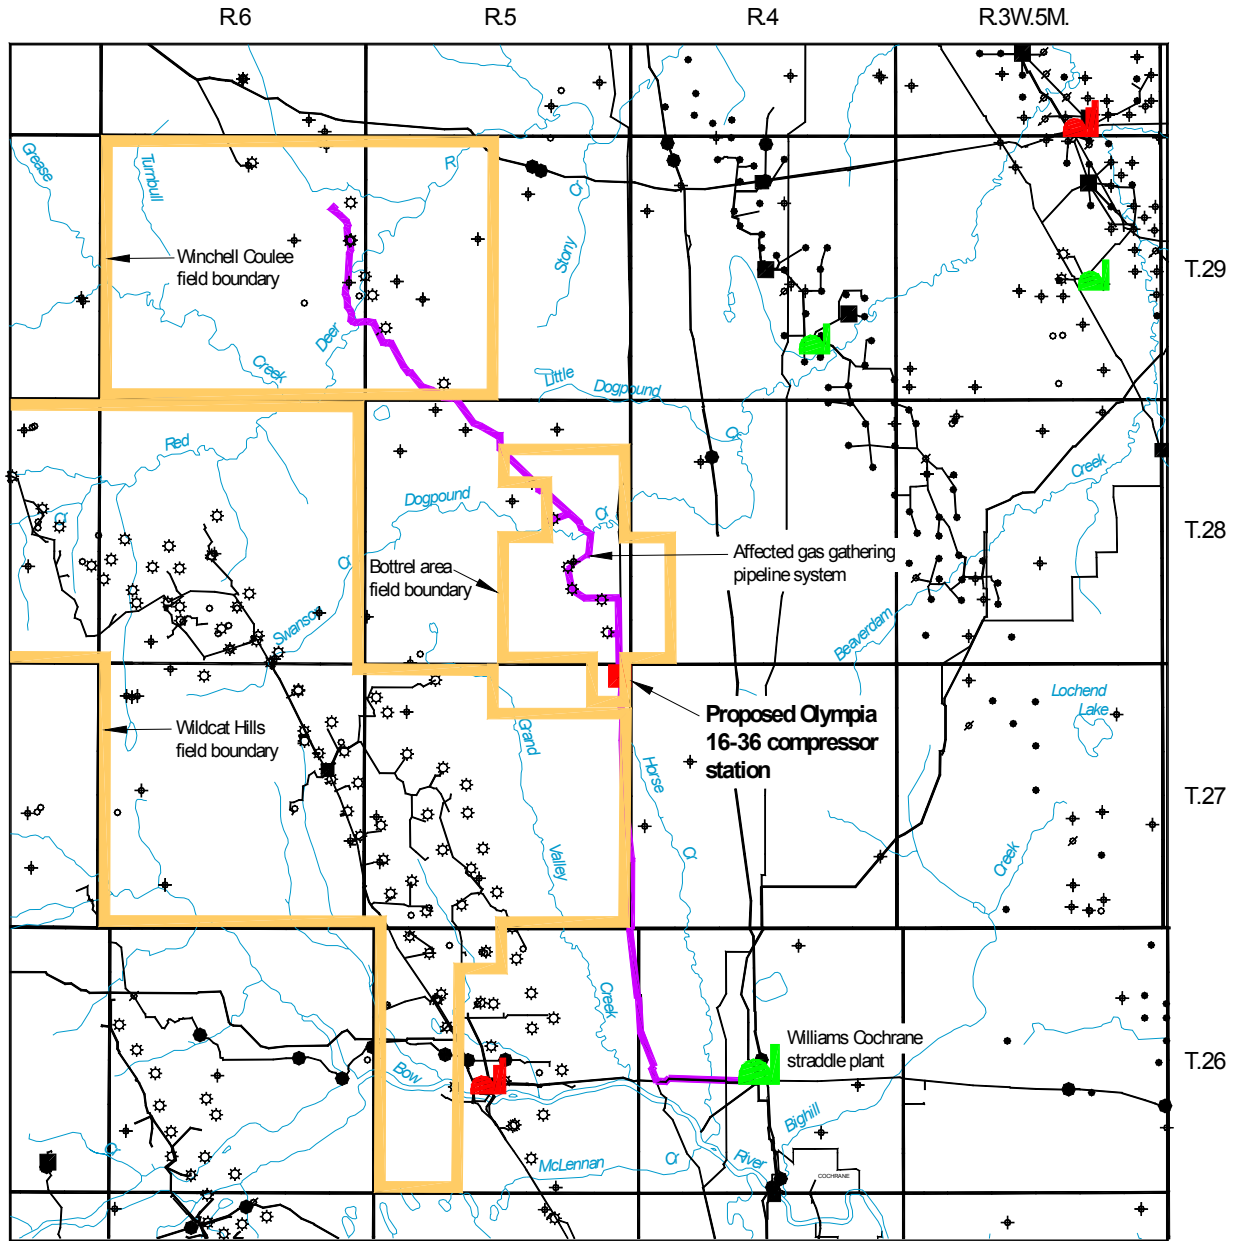 R.6 R.5 R.4 R.3W.5M.
Grease
Turnbull
R.
Cr.
Stony
Winchell Coulee
field boundary
T.29
Deer
Creek
Little Dogpound
Cr.
Red
Creek
Dogpound
Cr.
Cr.
T.28
Affected gas gathering
pipeline system
Bottrel area
field boundary
Cr.
Swanson
Beaverdam
Lochend
Lake
Proposed Olympia
16-36 compressor
station
Wildcat Hills
field boundary
Grand
Horse
T.27
Valley
Cr.
Creek
Creek
Williams Cochrane
straddle plant
T.26
Bow
Bighill
Cr.
McLennan Cr.
River
COCHRANE